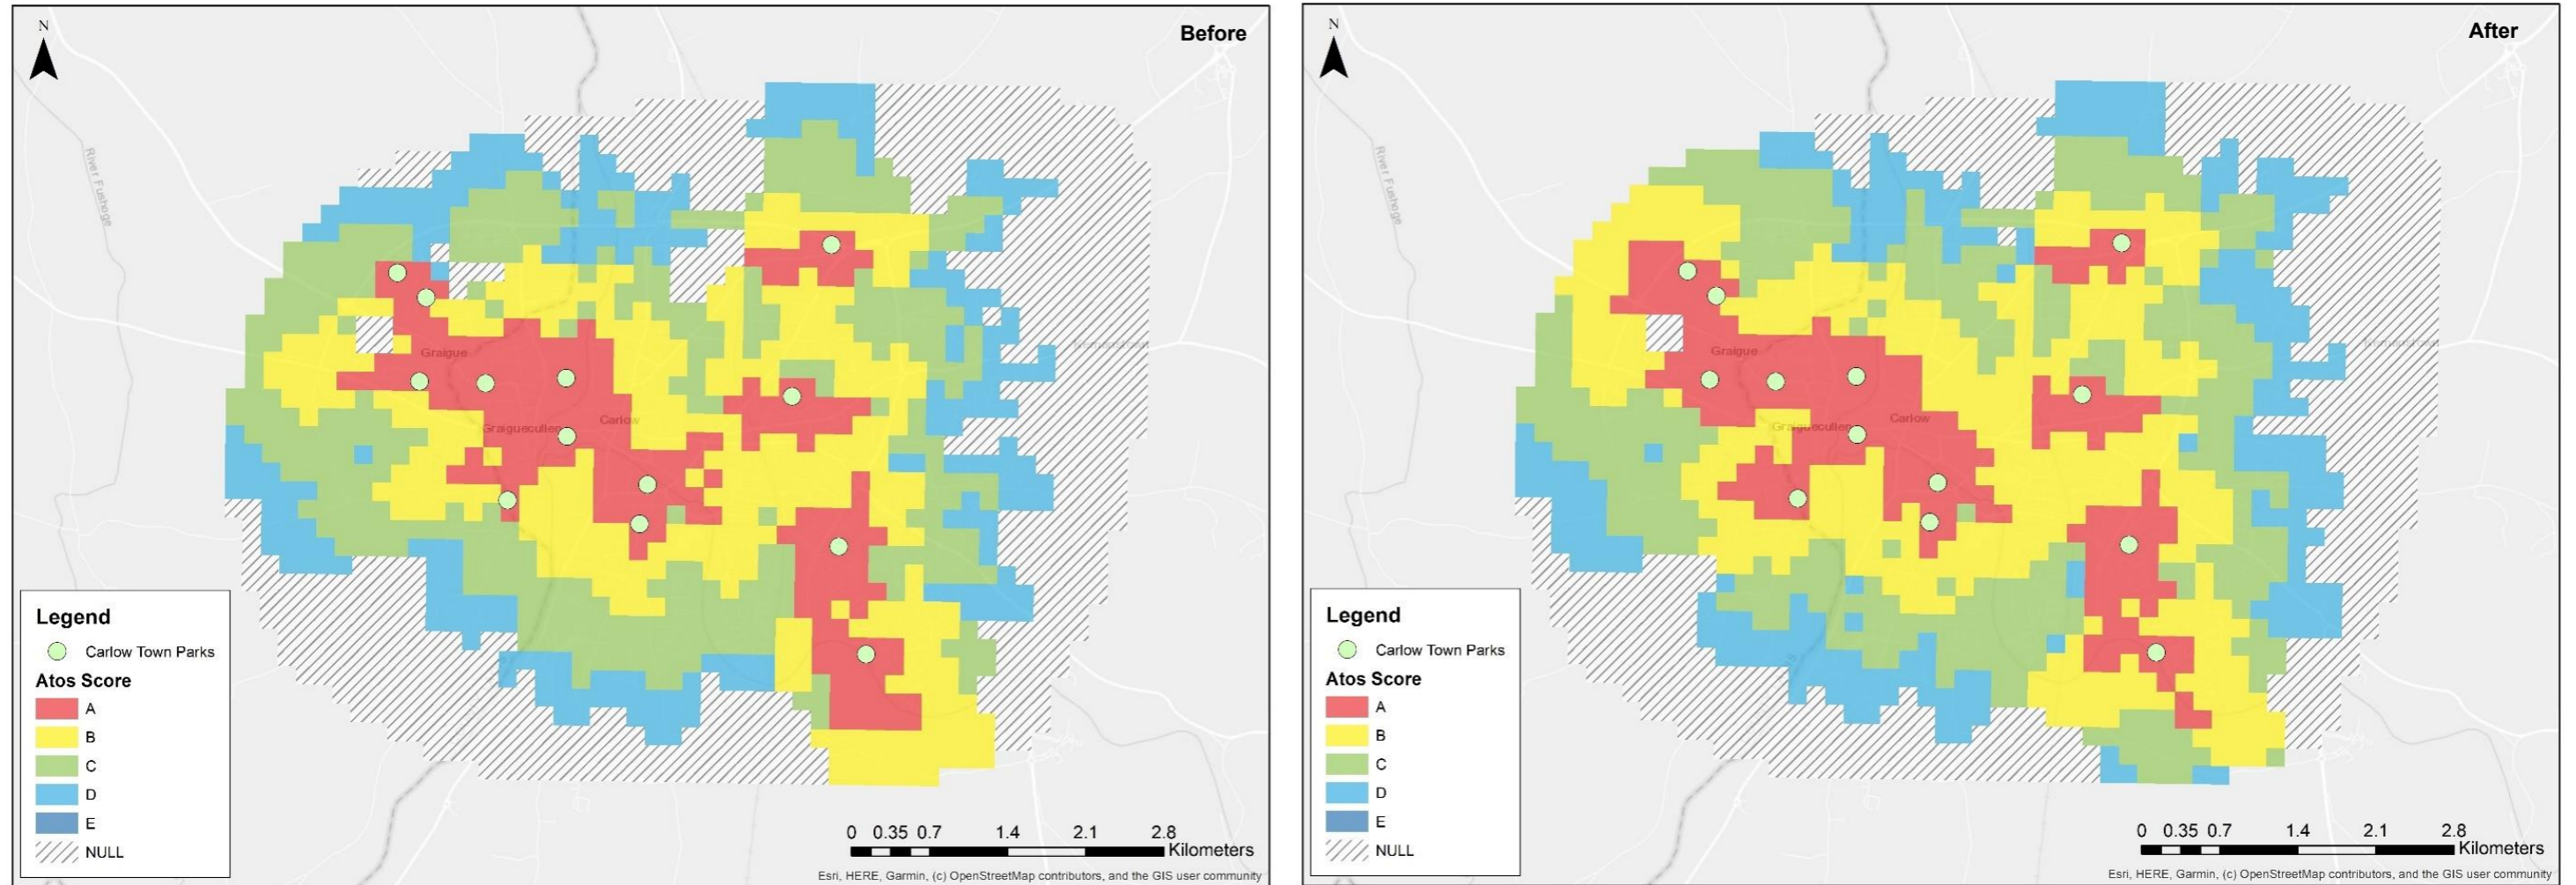 N
Before
River Fushoge
Graigue
Carlow
Graiguecullen
Legend
Carlow Town Parks
Atos Score
A
B
C
D
E
NULL
0 0.35 0.7 1.4 2.1 2.8
Kilometers
Esri, HERE, Garmin, (c) OpenStreetMap contributors, and the GIS user community
N
After
River Fushoge
Graigue
Carlow
Graiguecullen
Legend
Carlow Town Parks
Atos Score
A
B
C
D
E
NULL
0 0.35 0.7 1.4 2.1 2.8
Kilometers
Esri, HERE, Garmin, (c) OpenStreetMap contributors, and the GIS user community